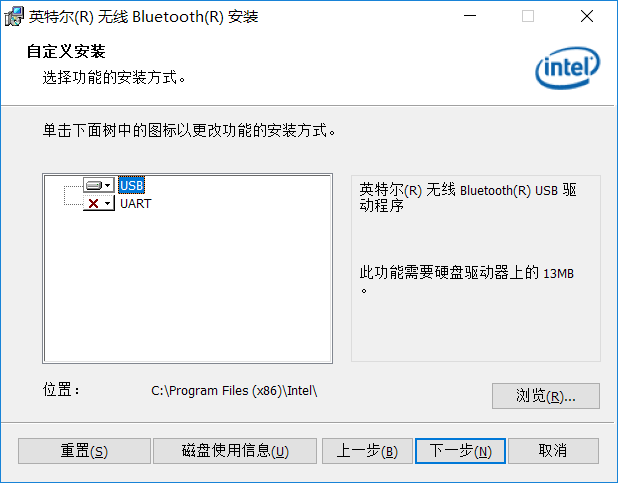 英特尔(R) 无线 Bluetooth(R) 安装
自定义安装
选择功能的安装方式。
intel
单击下面树中的图标以更改功能的安装方式。
USB
UART
英特尔(R) 无线 Bluetooth(R) USB 驱
动程序
此功能需要硬盘驱动器上的 13MB
。
位置：
C:\Program Files (x86)\Intel\
浏览(R)...
重置(S)
磁盘使用信息(U)
上一步(B)
下一步(N)
取消